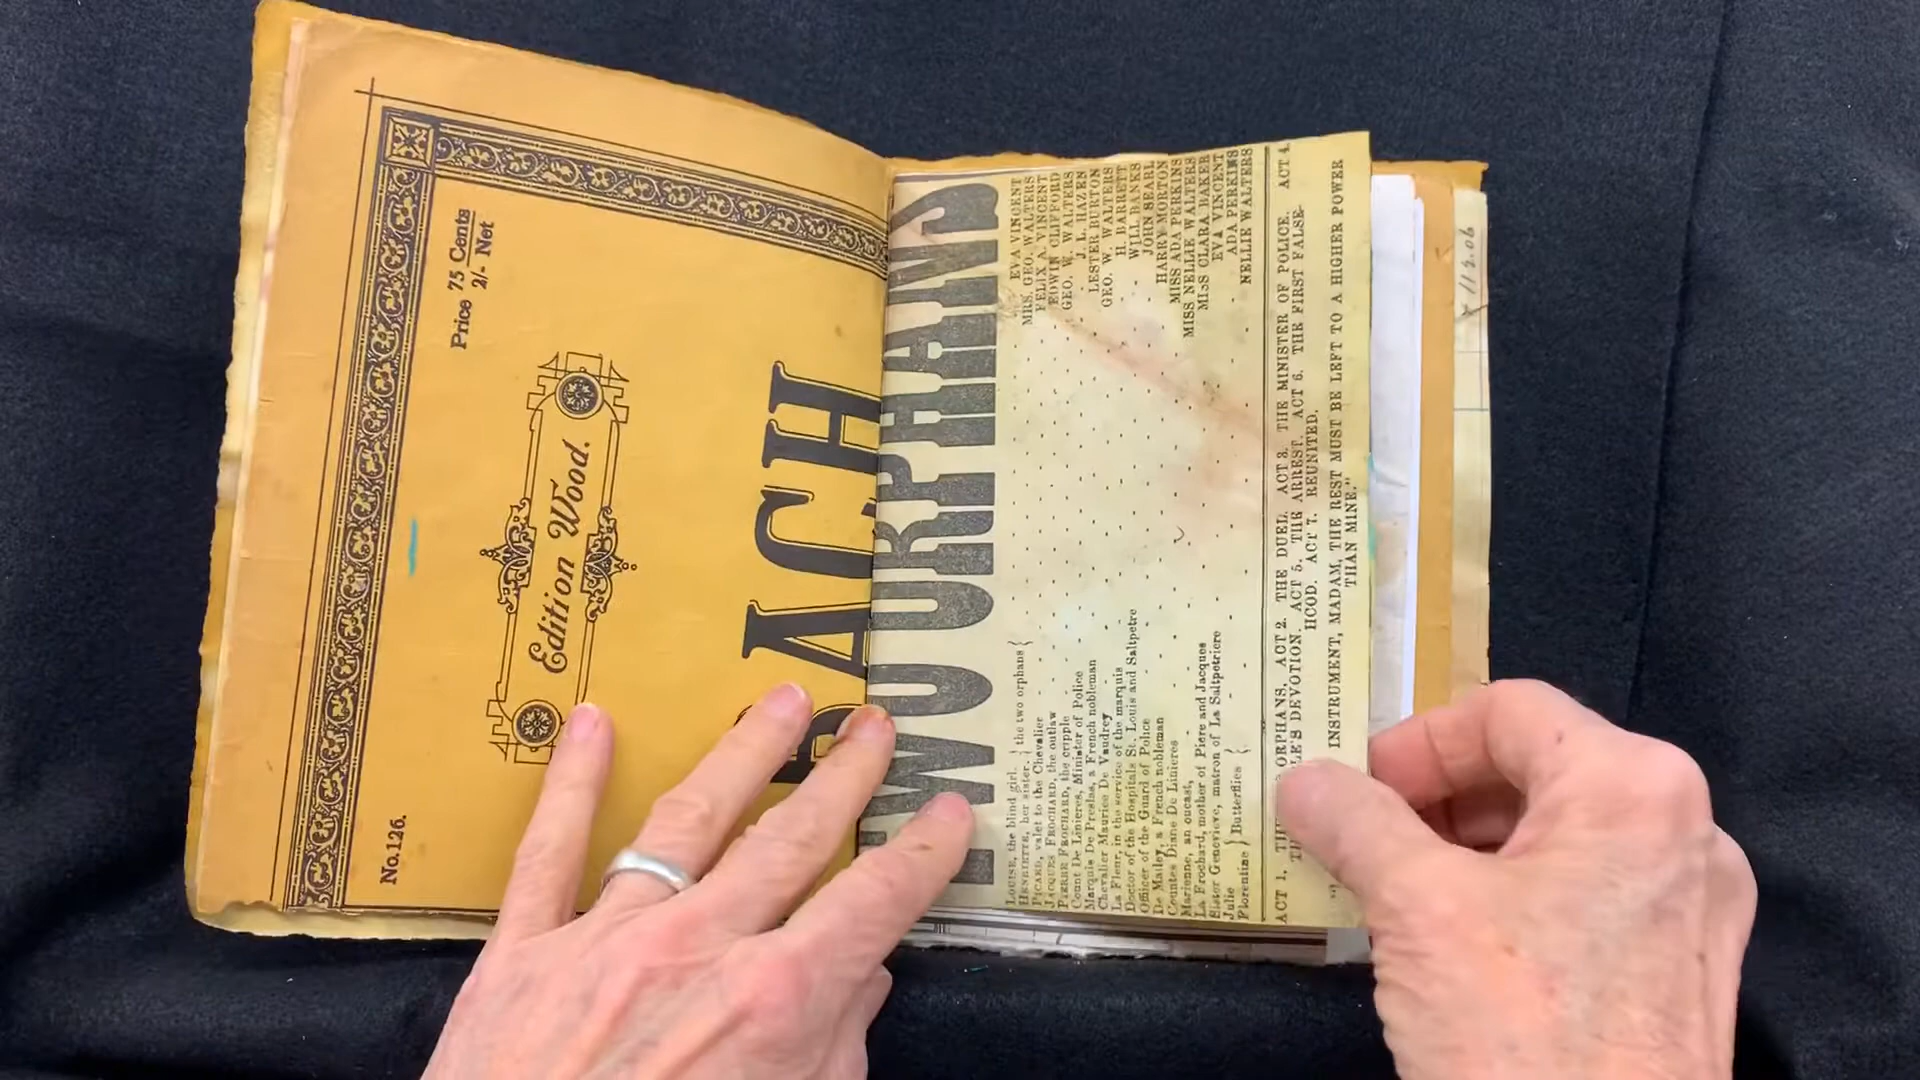 No. 126.
Price 75 Cents
2/- Net
Edition Wood.
BACH
TWO ORPHANS
LOUISE, the blind girl. } the two orphans { EVA VINCENT
HENRIETTE, her sister. MRS. GEO. WALTERS
PICARD, valet to the Chevalier FELIX A. VINCENT
JACQUES FROCHARD, the outlaw EDWIN CLIFFORD
PIERRE FROCHARD, the cripple GEO. W. WALTERS
Count De Linieres, Minister of Police J. L. HAZEN
Marquis De Preslas, a French nobleman LESTER BURTON
Chevalier Maurice De Vaudrey GEO. W. WALTERS
La Fleur, in the service of the marquis H. BARRETT
Doctor of the Hospitals St. Louis and Saltpetre WILL BANKS
Officer of the Guard of Police JOHN SEARL
De Mailey, a French nobleman HARRY MORTON
Countes Diane De Linieres MISS ADA PERKINS
Marienne, an oucast, MISS NELLIE WALTERS
La Frochard, mother of Piere and Jacques MISS CLARA BAKER
Sister Genevieve, matron of La Saltpetriere EVA VINCENT
Julie } Butterflies { ADA PERKINS
Florentine NELLIE WALTERS
ACT 1. THE ORPHANS. ACT 2. THE DUEL. ACT 3. THE MINISTER OF POLICE. ACT 4.
DEVOTION. ACT 5. THE ARREST. ACT 6. THE FIRST FALSE-
HOOD. ACT 7. REUNITED.
INSTRUMENT, MADAM, THE REST MUST BE LEFT TO A HIGHER POWER
THAN MINE."